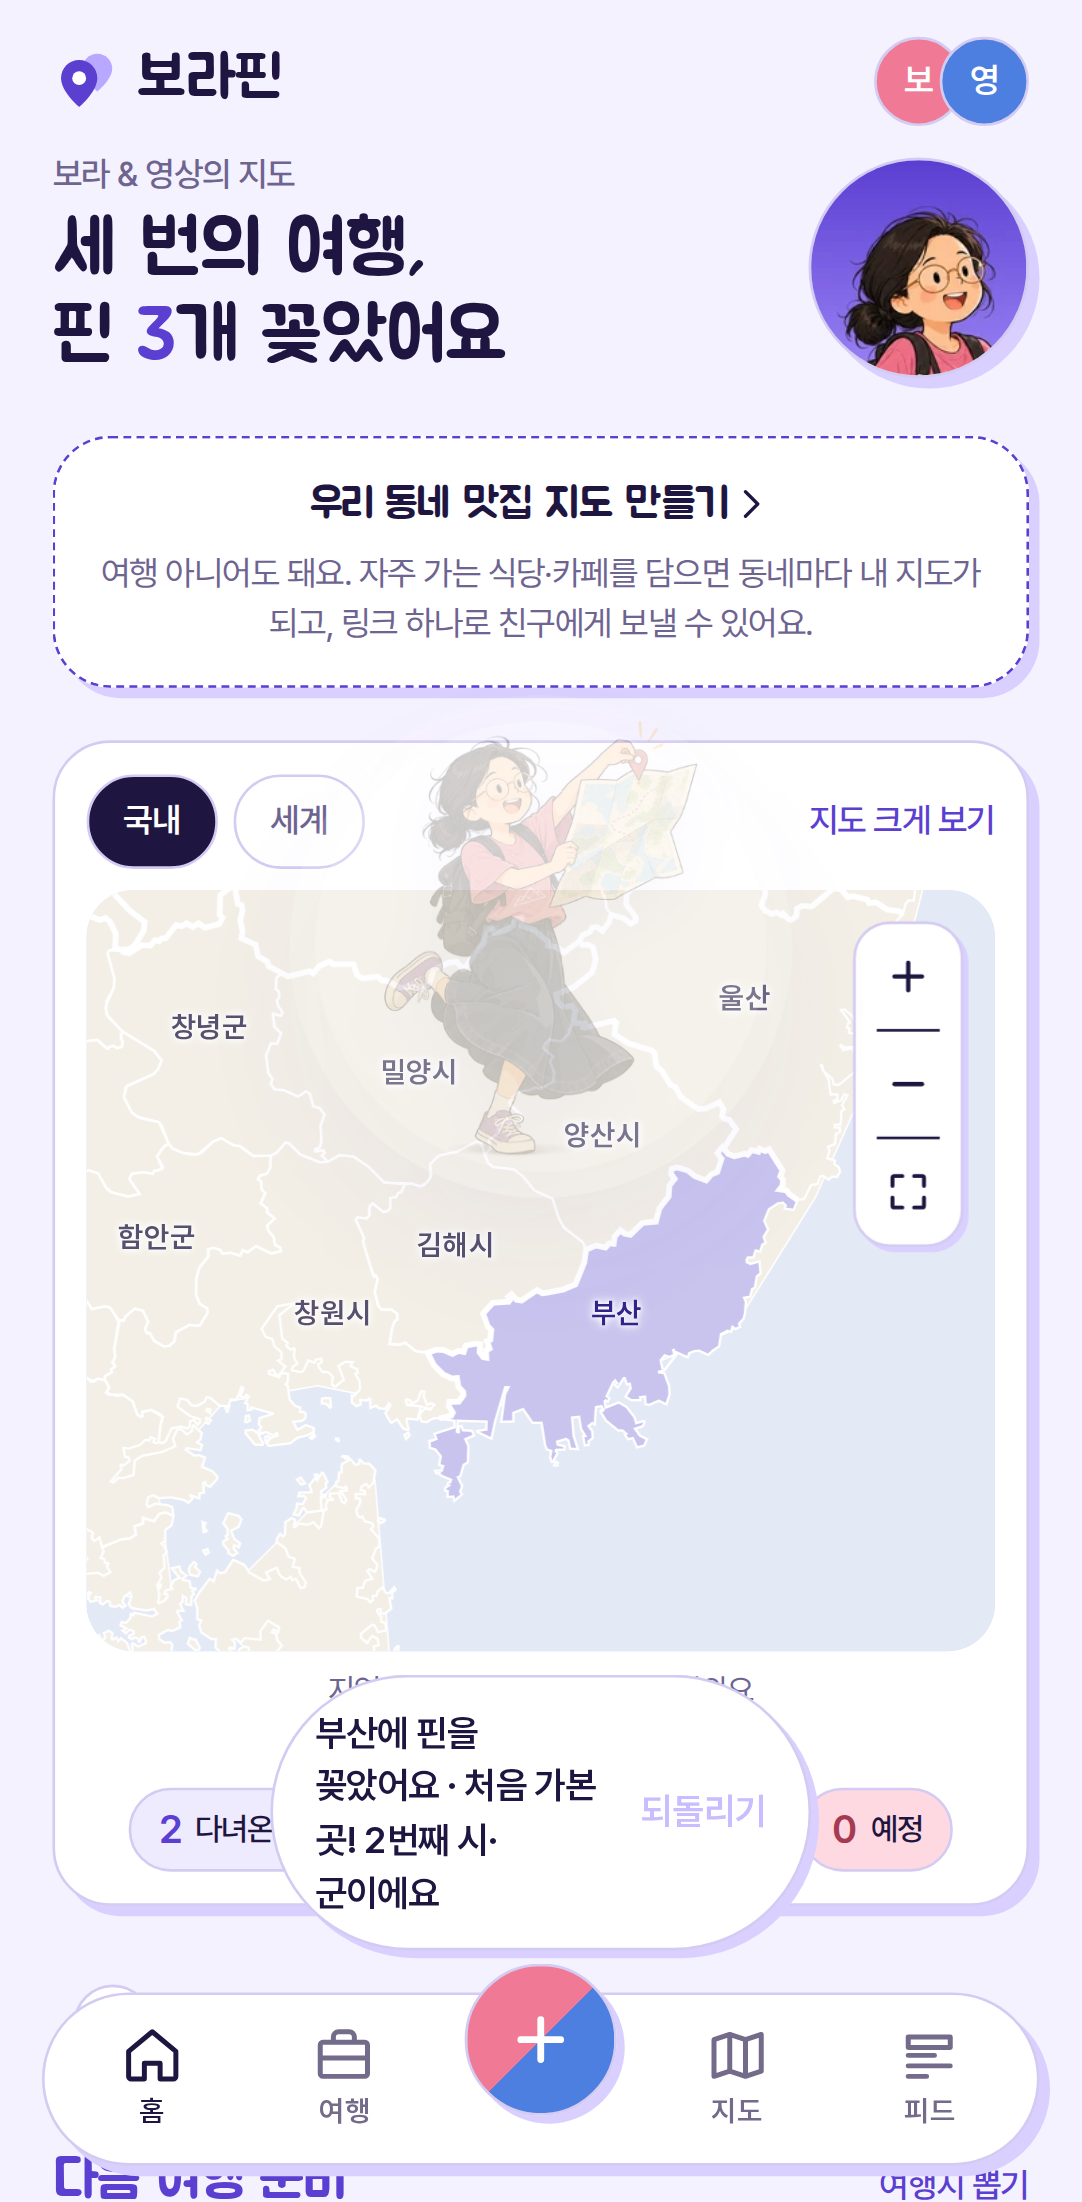 보라핀
보 영
보라 & 영상의 지도
세 번의 여행,
핀 3개 꽂았어요
우리 동네 맛집 지도 만들기
여행 아니어도 돼요. 자주 가는 식당·카페를 담으면 동네마다 내 지도가
되고, 링크 하나로 친구에게 보낼 수 있어요.
국내 세계 지도 크게 보기
울산
창녕군
밀양시
양산시
함안군
김해시
창원시
부산
부산에 핀을
꽂았어요 · 처음 가본
곳! 2번째 시·
군이에요
되돌리기
2 다녀온
0 예정
홈 여행 지도 피드
다음 여행 준비
여행지 뽑기